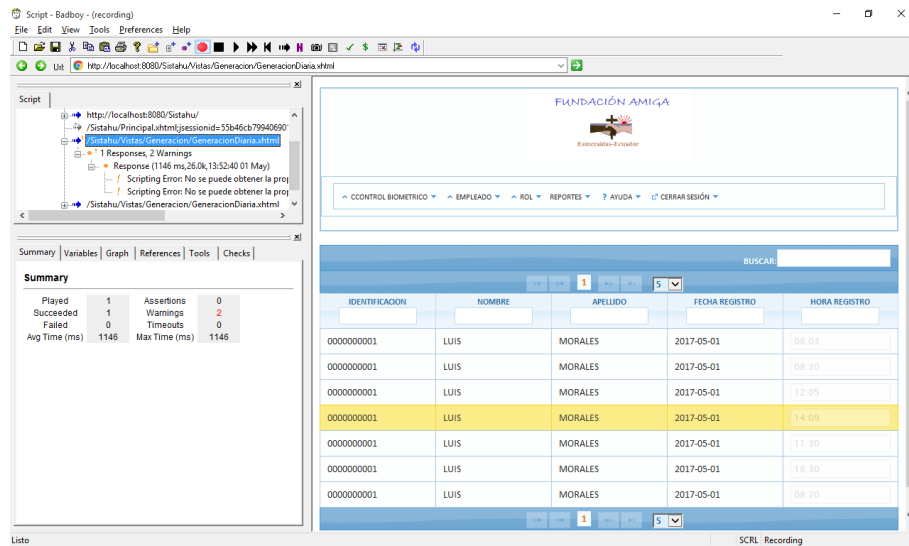 Script - Badboy - (recording)
File Edit View Tools Preferences Help
Url: http://localhost:8080/Sistahu/Vistas/Generacion/GeneracionDiaria.xhtml
Script
http://localhost:8080/Sistahu/
/Sistahu/Principal.xhtml;jsessionid=55b46cb79940690
/Sistahu/Vistas/Generacion/GeneracionDiaria.xhtml
1 Responses, 2 Warnings
Response (1146 ms,26.0k,13:52:40 01 May)
Scripting Error: No se puede obtener la prop
Scripting Error: No se puede obtener la prop
/Sistahu/Vistas/Generacion/GeneracionDiaria.xhtml
Summary Variables Graph References Tools Checks
Summary
Played 1 Assertions 0
Succeeded 1 Warnings 2
Failed 0 Timeouts 0
Avg Time (ms) 1146 Max Time (ms) 1146
FUNDACIÓN AMIGA
Esmeraldas-Ecuador
CCONTROL BIOMETRICO EMPLEADO ROL REPORTES ? AYUDA CERRAR SESIÓN
BUSCAR:
1 5
IDENTIFICACION NOMBRE APELLIDO FECHA REGISTRO HORA REGISTRO
0000000001 LUIS MORALES 2017-05-01 08:03
0000000001 LUIS MORALES 2017-05-01 08:30
0000000001 LUIS MORALES 2017-05-01 12:05
0000000001 LUIS MORALES 2017-05-01 14:09
0000000001 LUIS MORALES 2017-05-01 11:30
0000000001 LUIS MORALES 2017-05-01 18:30
0000000001 LUIS MORALES 2017-05-01 08:20
1 5
Listo SCRL Recording